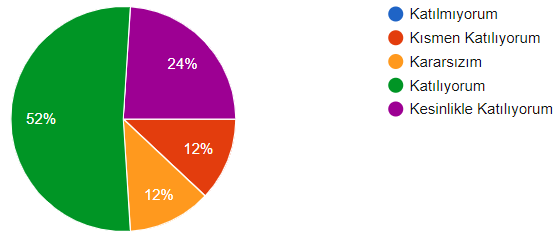 24%
52%
12%
12%
Katılmıyorum
Kısmen Katılıyorum
Kararsızım
Katılıyorum
Kesinlikle Katılıyorum